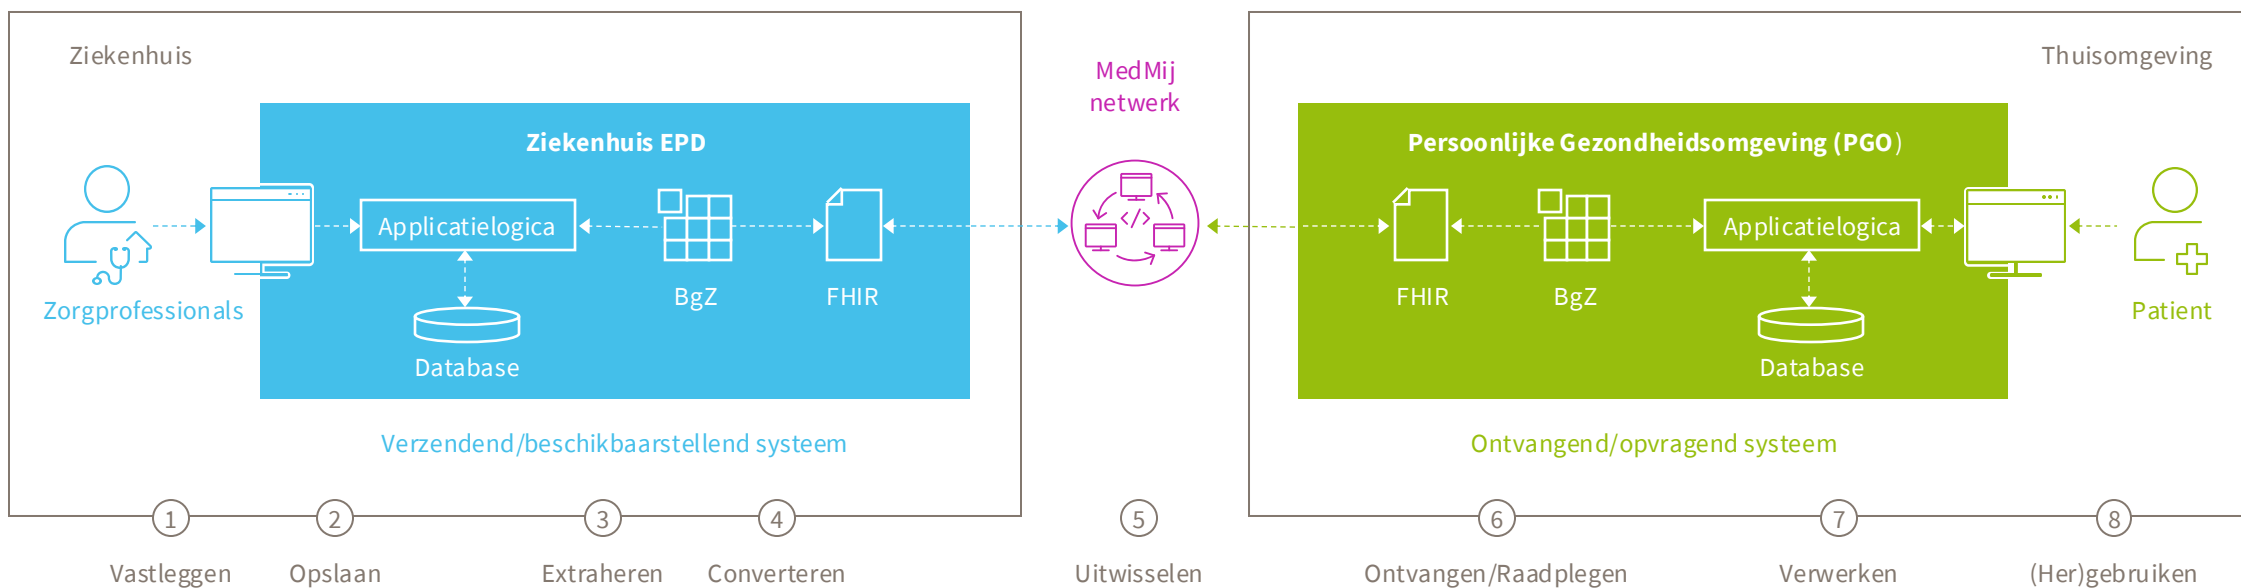 Ziekenhuis
Thuisomgeving
MedMij
netwerk
Ziekenhuis EPD
Persoonlijke Gezondheidsomgeving (PGO)
Applicatielogica
</>
Applicatielogica
Zorgprofessionals
BgZ
FHIR
FHIR
BgZ
Patient
Database
Database
Verzendend/beschikbaarstellend systeem
Ontvangend/opvragend systeem
1
2
3
4
5
6
7
8
Vastleggen
Opslaan
Extraheren
Converteren
Uitwisselen
Ontvangen/Raadplegen
Verwerken
(Her)gebruiken